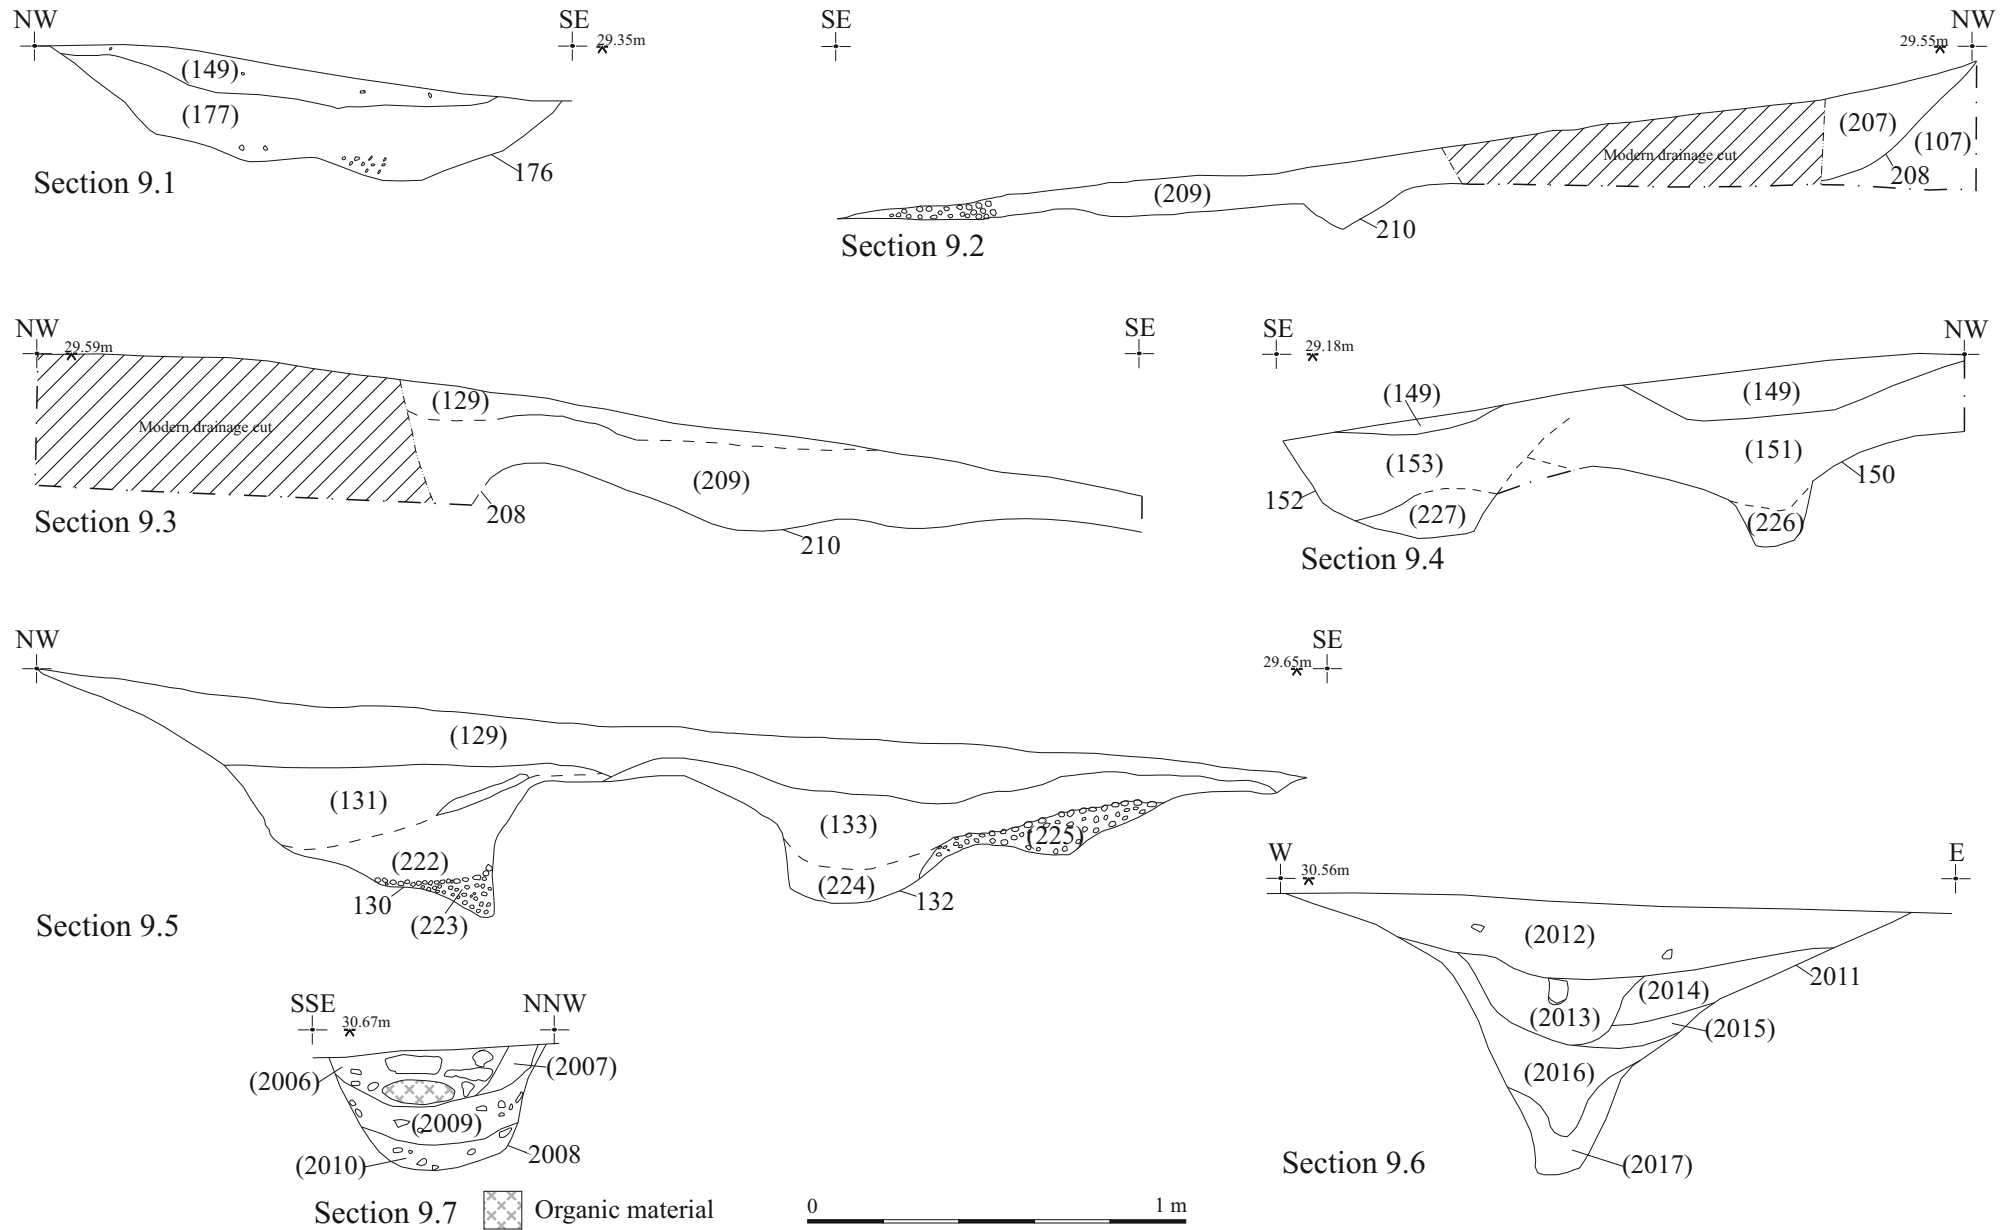 NW
SE
29.35m
(149)
(177)
176
Section 9.1
SE
NW
29.55m
(207)
(107)
Modern drainage cut
208
(209)
210
Section 9.2
NW
SE
29.59m
(129)
Modern drainage cut
(209)
208
210
Section 9.3
SE
NW
29.18m
(149)
(149)
(153)
(151)
152
150
(227)
(226)
Section 9.4
NW
SE
29.65m
(129)
(131)
(133)
(225)
(222)
(224)
130
132
(223)
Section 9.5
W
E
30.56m
(2012)
2011
(2014)
(2013)
(2015)
(2016)
(2017)
Section 9.6
SSE
NNW
30.67m
(2007)
(2006)
(2009)
2008
(2010)
Section 9.7
Organic material
0
1 m